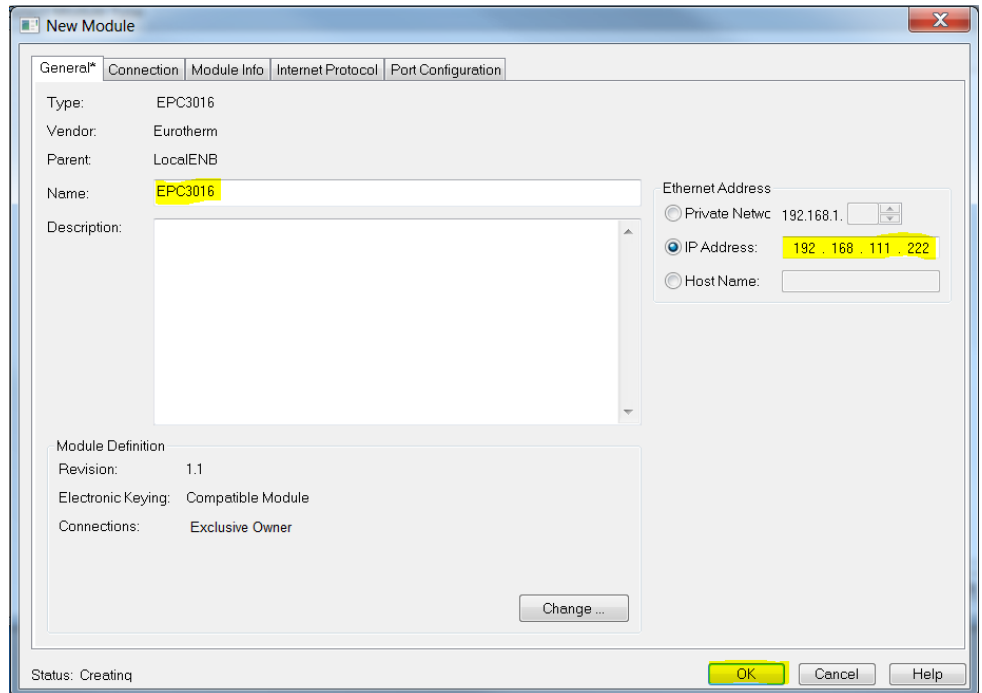 New Module
X
General* Connection Module Info Internet Protocol Port Configuration
Type: EPC3016
Vendor: Eurotherm
Parent: LocalENB
Name: EPC3016
Description:
Ethernet Address
Private Netwc 192.168.1.
IP Address: 192 . 168 . 111 . 222
Host Name:
Module Definition
Revision: 1.1
Electronic Keying: Compatible Module
Connections: Exclusive Owner
Change ...
Status: Creating
OK Cancel Help